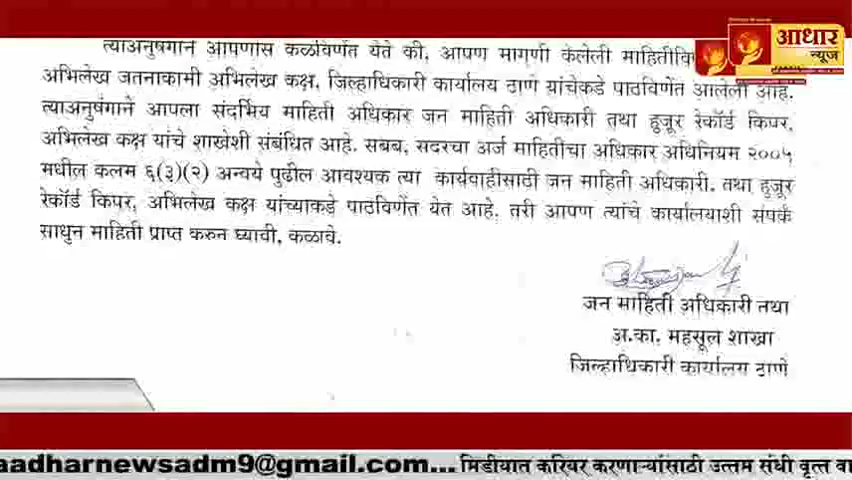 आधार
न्यूज
त्याअनुषंगाने आपणांस कळविणेत येते की, आपण मागणी केलेली
अभिलेख जतनाकामी अभिलेख कक्ष, जिल्हाधिकारी कार्यालय ठाणे यांचेकडे पाठविणेंत आलेली आहे.
त्याअनुषंगाने आपला संदर्भिय माहिती अधिकार जन माहिती अधिकारी तथा हुजूर रेकॉर्ड किपर,
अभिलेख कक्ष यांचे शाखेशी संबंधित आहे. सबब, सदरचा अर्ज माहितीचा अधिकार अधिनियम २००५
मधील कलम ६(३)(२) अन्वये पुढील आवश्यक त्या कार्यवाहीसाठी जन माहिती अधिकारी. तथा हुजूर
रेकॉर्ड किपर, अभिलेख कक्ष यांच्याकडे पाठविणेंत येत आहे. तरी आपण त्यांचे कार्यालयाशी संपर्क
साधुन माहिती प्राप्त करुन घ्यावी, कळावे.
जन माहिती अधिकारी तथा
अ.का. महसूल शाखा
जिल्हाधिकारी कार्यालय ठाणे
aadharnewsadm9@gmail.com... मिडीयात करियर करणाऱ्यांसाठी उत्तम संधी वृत्त वा